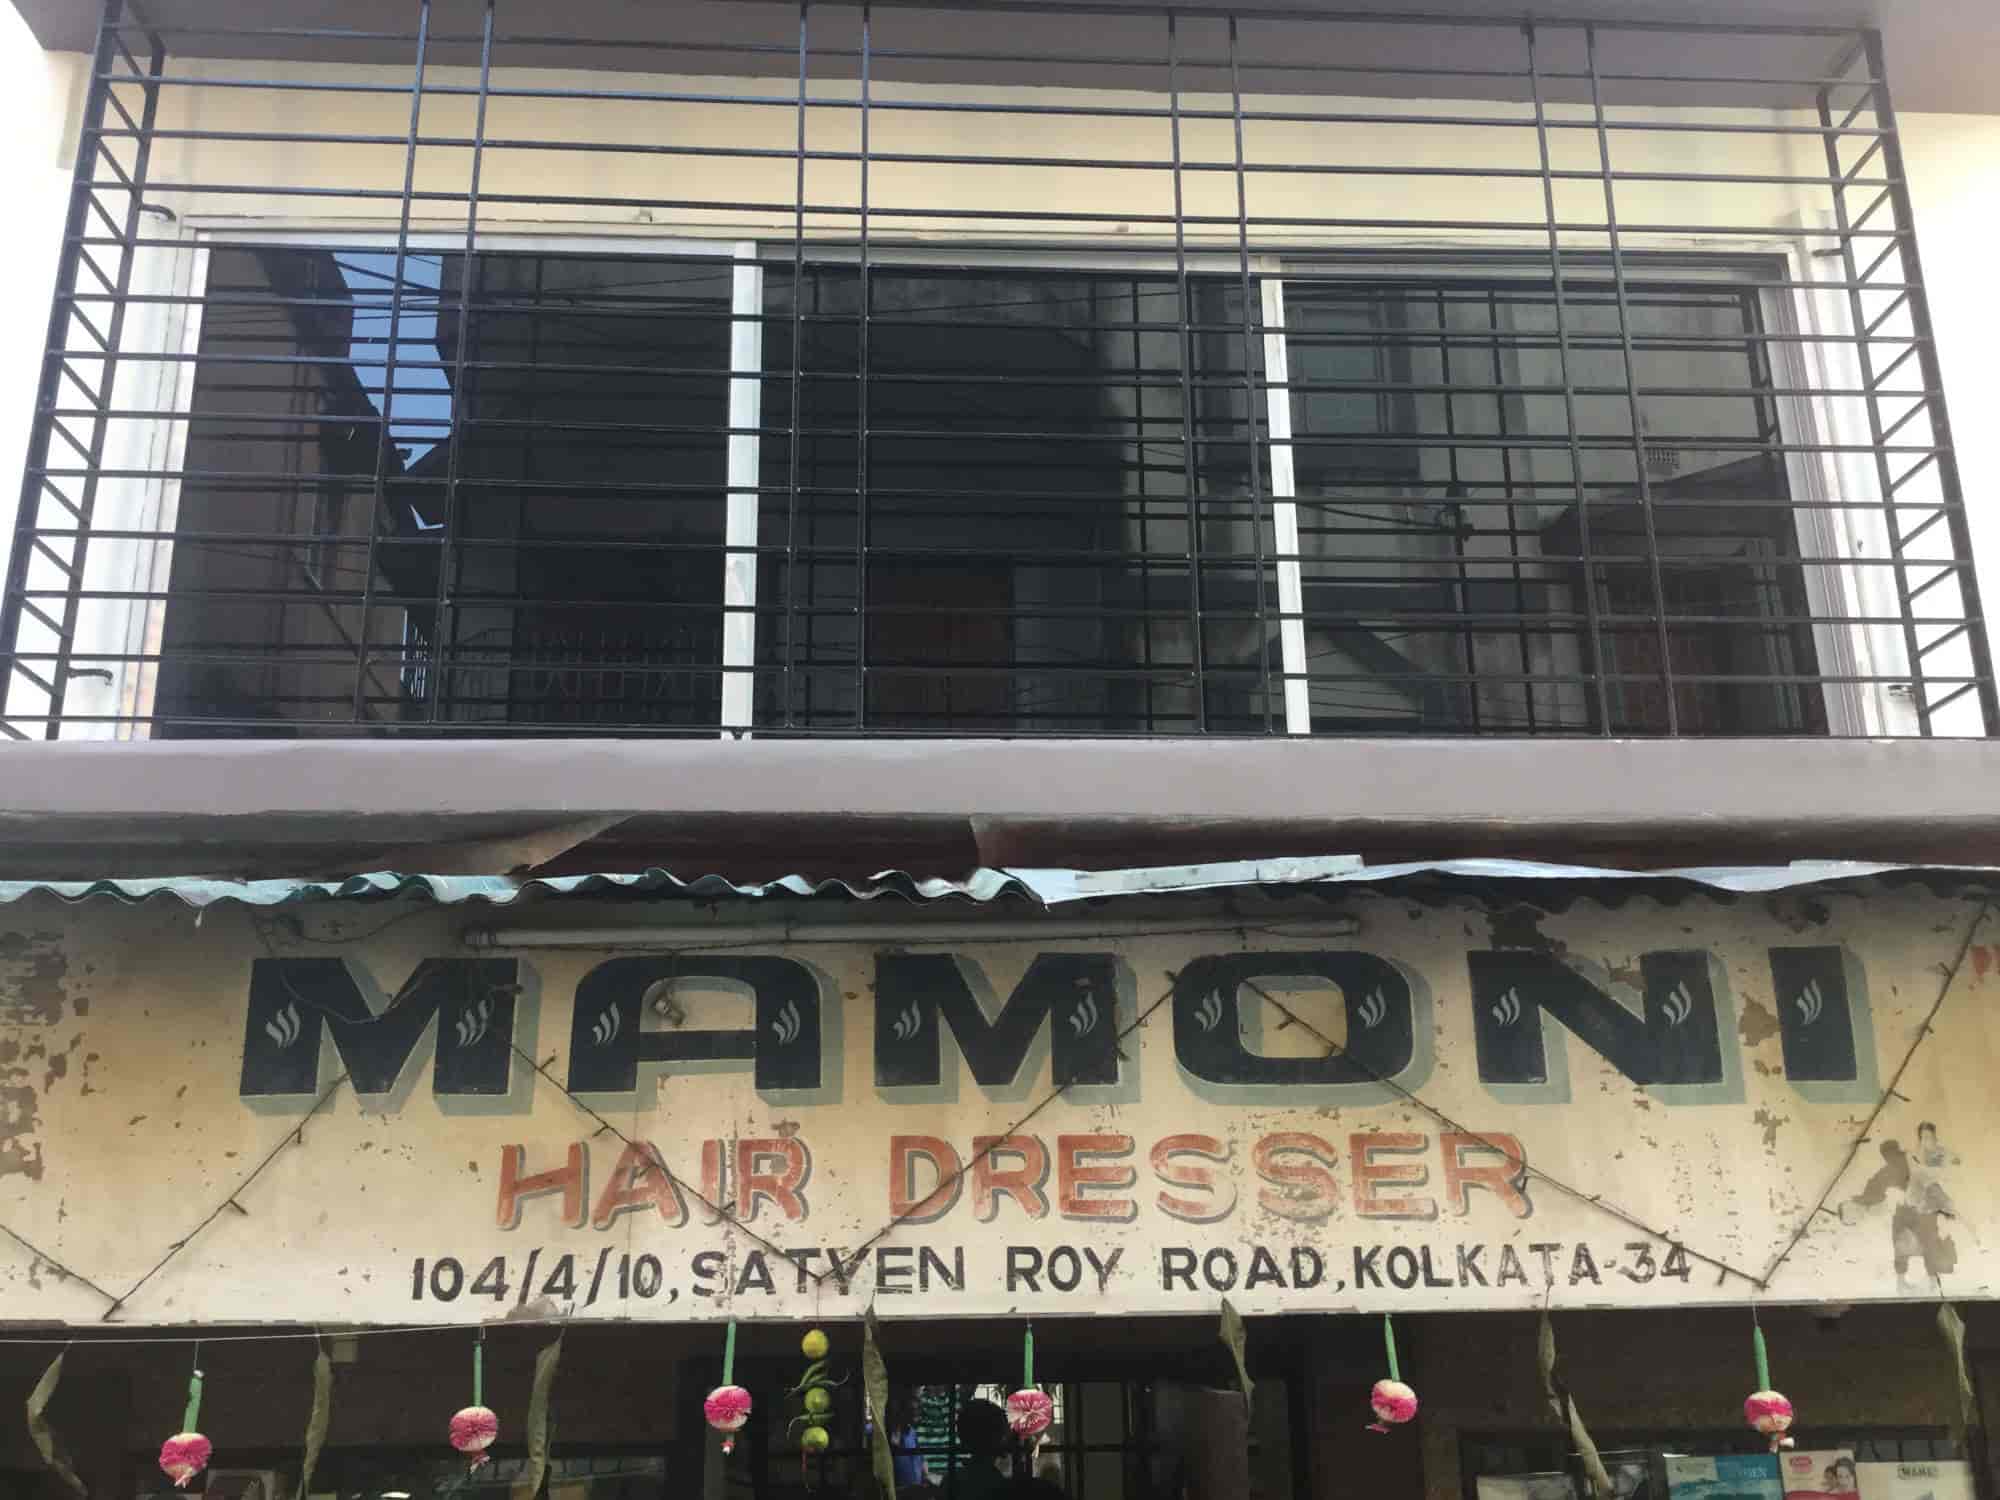 MAMONI
HAIR DRESSER
104/4/10, SATYEN ROY ROAD, KOLKATA-34